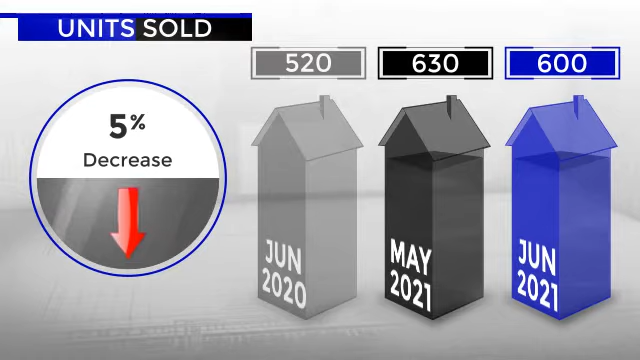 UNITS SOLD
520
630
600
5%
Decrease
JUN
2020
MAY
2021
JUN
2021